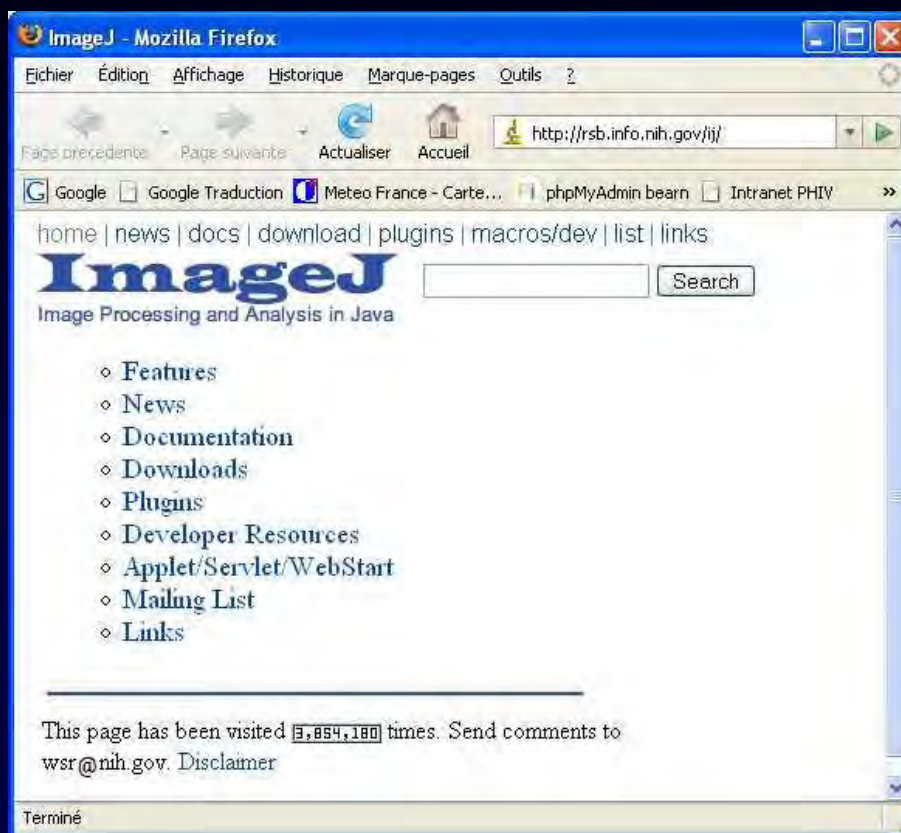 ImageJ - Mozilla Firefox
Fichier Édition Affichage Historique Marque-pages Outils ?
Page précédente Page suivante Actualiser Accueil http://rsb.info.nih.gov/ij/
Google Google Traduction Meteo France - Carte... phpMyAdmin bearn Intranet PHIV »
home | news | docs | download | plugins | macros/dev | list | links
ImageJ Search
Image Processing and Analysis in Java
Features
News
Documentation
Downloads
Plugins
Developer Resources
Applet/Servlet/WebStart
Mailing List
Links
This page has been visited 3,854,180 times. Send comments to
wsr@nih.gov. Disclaimer
Terminé